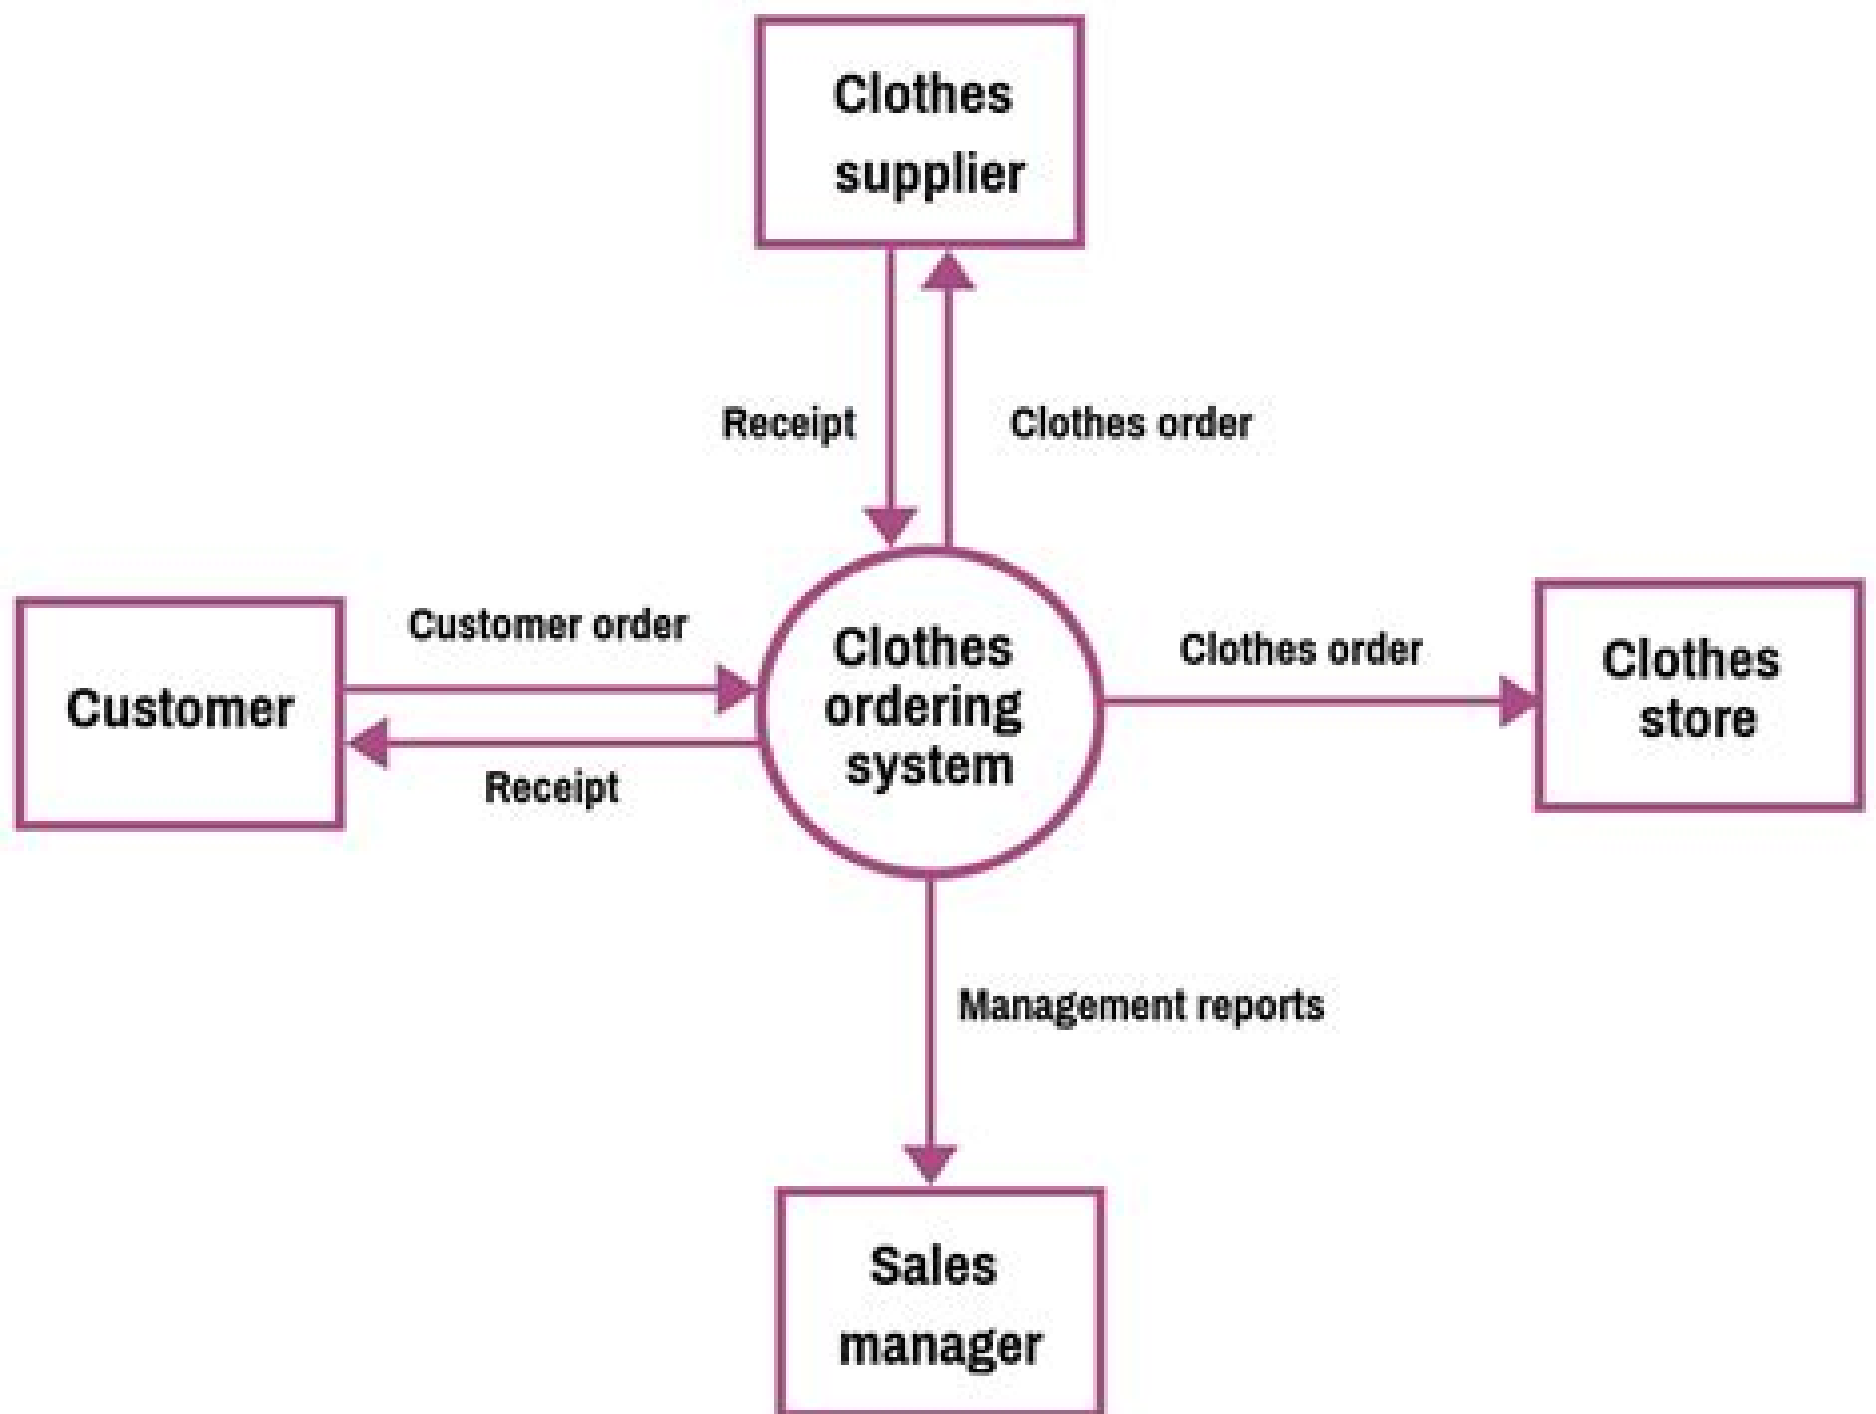 Clothes
supplier
Receipt
Clothes order
Customer order
Customer
Receipt
Clothes
ordering
system
Clothes order
Clothes
store
Management reports
Sales
manager